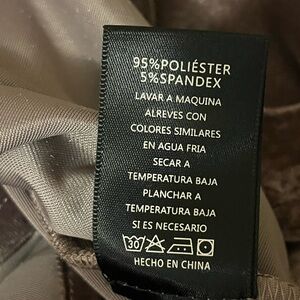 95%POLIÉSTER
5%SPANDEX
LAVAR A MAQUINA
ALREVES CON
COLORES SIMILARES
EN AGUA FRIA
SECAR A
TEMPERATURA BAJA
PLANCHAR A
TEMPERATURA BAJA
SI ES NECESARIO
30
HECHO EN CHINA